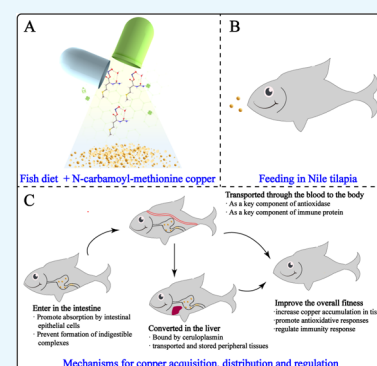 A
B
Fish diet + N-carbamoyl-methionine copper
Feeding in Nile tilapia
C
Transported through the blood to the body
· As a key component of antioxidase
· As a key component of immune protein
Enter in the intestine
· Promote absorption by intestinal
epithelial cells
· Prevent formation of indigestible
complexes
Converted in the liver
· Bound by ceruloplasmin
· transported and stored peripheral tissues
Improve the overall fitness
· increase copper accumulation in tis
· promote antioxidative responses
· regulate immunity response
Mechanisms for copper acquisition, distribution and regulation